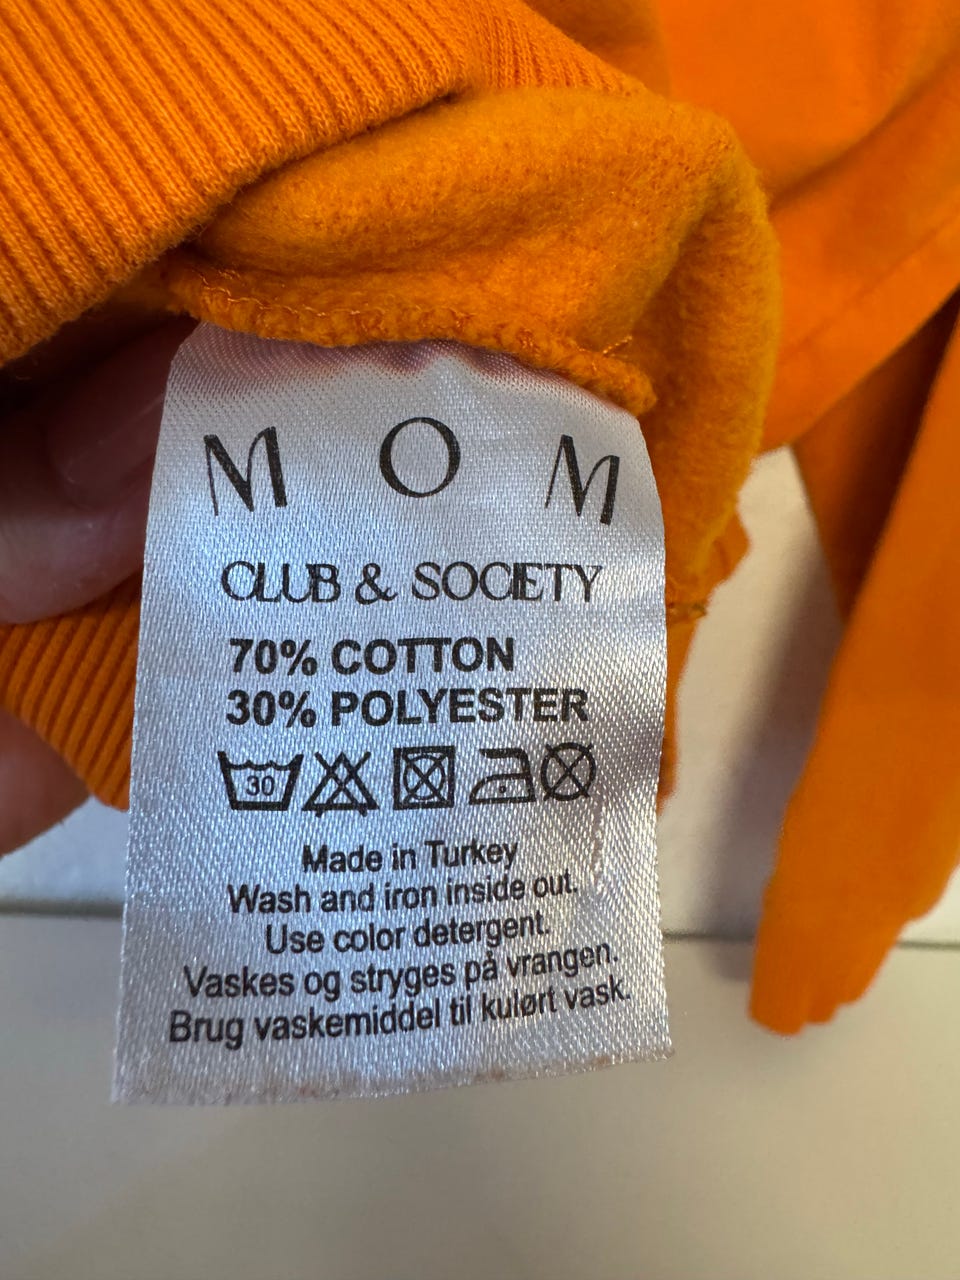 MOM
CLUB & SOCIETY
70% COTTON
30% POLYESTER
30
Made in Turkey
Wash and iron inside out.
Use color detergent.
Vaskes og stryges på vrangen.
Brug vaskemiddel til kulørt vask.